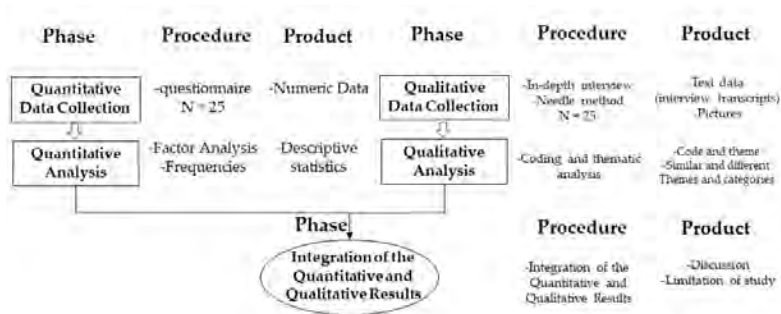 Phase
Procedure
Product
Phase
Procedure
Product
Quantitative
Data Collection
-questionnaire
N = 25
-Numeric Data
Qualitative
Data Collection
-In-depth interview
-Needle method
N = 25
-Text data
(interview transcripts)
-Pictures
Quantitative
Analysis
-Factor Analysis
-Frequencies
-Descriptive
statistics
Qualitative
Analysis
-Coding and thematic
analysis
-Code and theme
-Similar and different
Themes and categories
Phase
Integration of the
Quantitative and
Qualitative Results
Procedure
-Integration of the
Quantitative and
Qualitative Results
Product
-Discussion
-Limitation of study